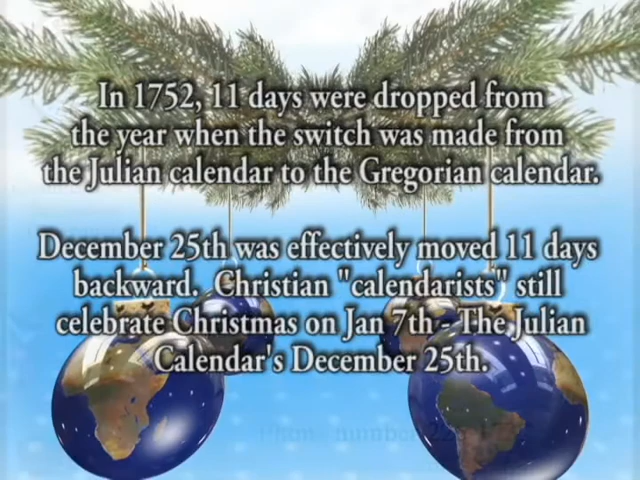 In 1752, 11 days were dropped from
the year when the switch was made from
the Julian calendar to the Gregorian calendar.
December 25th was effectively moved 11 days
backward. Christian "calendarists" still
celebrate Christmas on Jan 7th - The Julian
Calendar's December 25th.